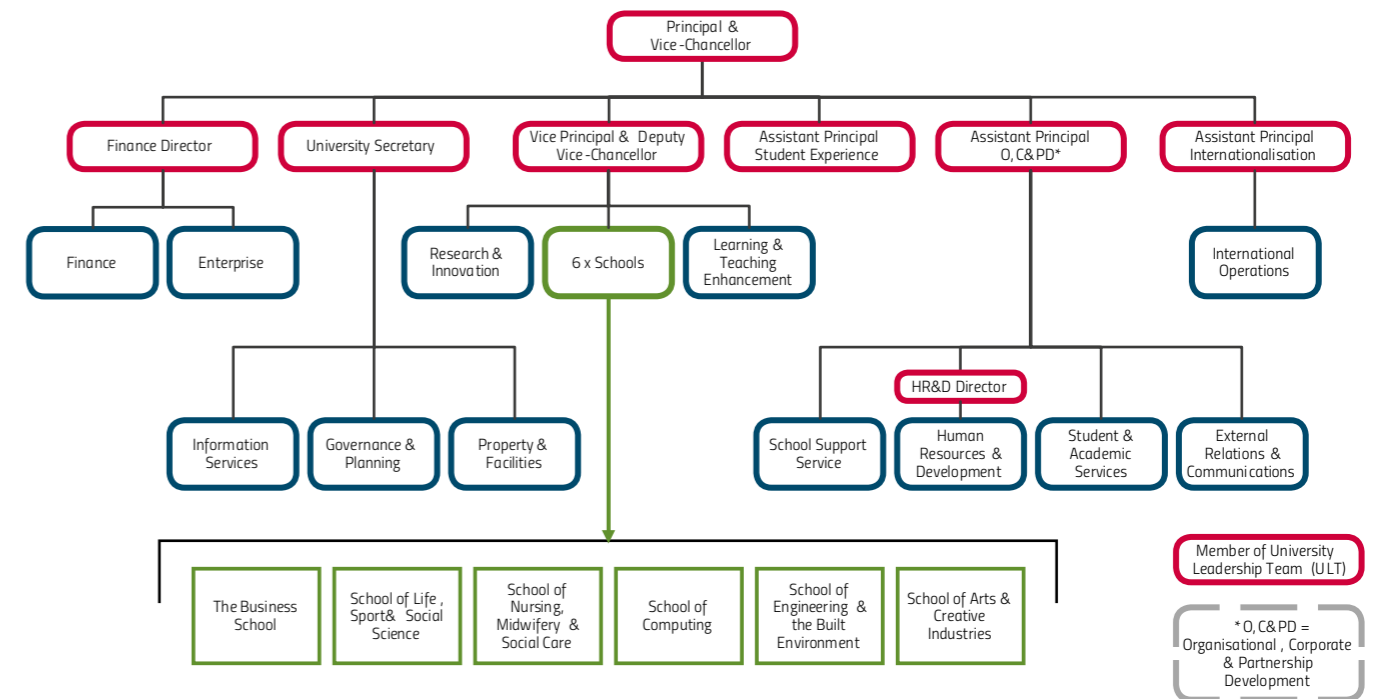 Principal &
Vice-Chancellor
Finance Director
University Secretary
Vice Principal & Deputy
Vice-Chancellor
Assistant Principal
Student Experience
Assistant Principal
O,C&PD*
Assistant Principal
Internationalisation
Finance
Enterprise
Research &
Innovation
6 x Schools
Learning &
Teaching
Enhancement
International
Operations
HR&D Director
Information
Services
Governance &
Planning
Property &
Facilities
School Support
Service
Human
Resources &
Development
Student &
Academic
Services
External
Relations &
Communications
The Business
School
School of Life ,
Sport& Social
Science
School of
Nursing,
Midwifery &
Social Care
School of
Computing
School of
Engineering &
the Built
Environment
School of Arts &
Creative
Industries
Member of University
Leadership Team (ULT)
*O,C&PD =
Organisational , Corporate
& Partnership
Development